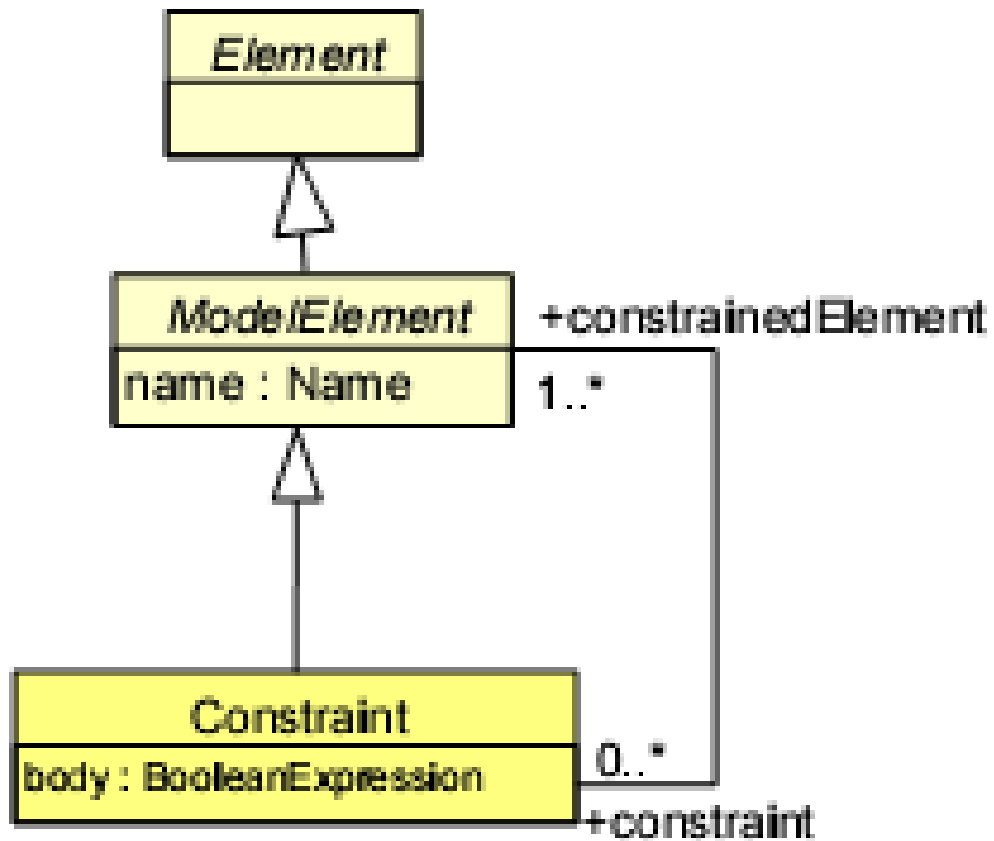 Element
ModelElement
+constrainedElement
name : Name
1..*
Constraint
0..*
body : BooleanExpression
+constraint